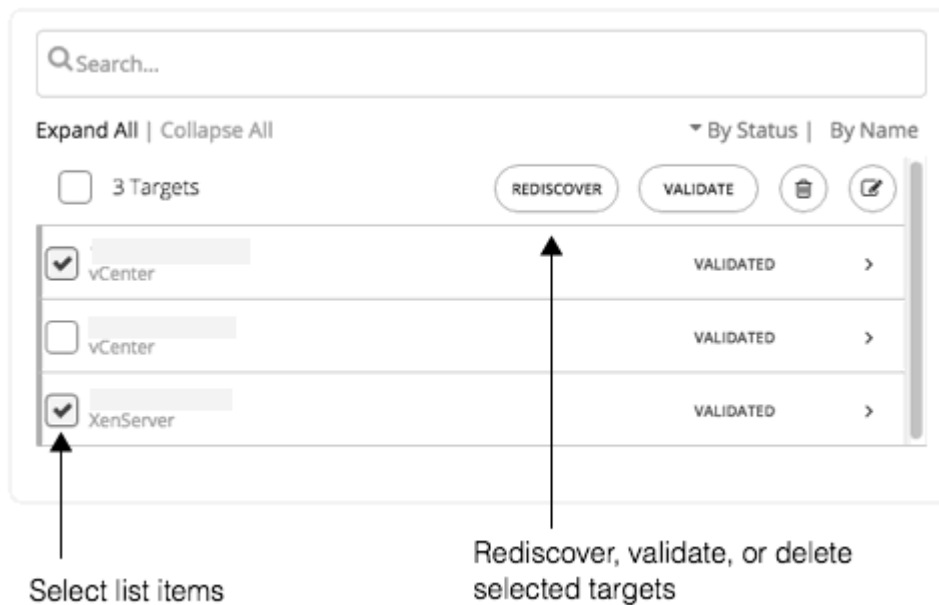 Search...
Expand All | Collapse All
By Status | By Name
3 Targets
REDISCOVER
VALIDATE
vCenter
VALIDATED
vCenter
VALIDATED
XenServer
VALIDATED
Select list items
Rediscover, validate, or delete
selected targets